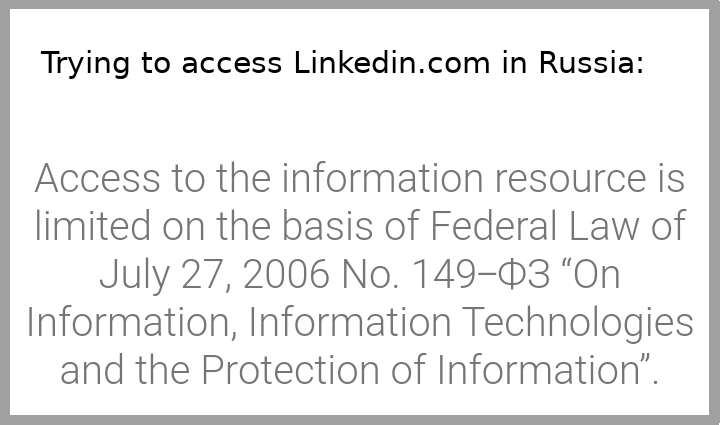 Trying to access Linkedin.com in Russia:
Access to the information resource is
limited on the basis of Federal Law of
July 27, 2006 No. 149–ФЗ “On
Information, Information Technologies
and the Protection of Information”.